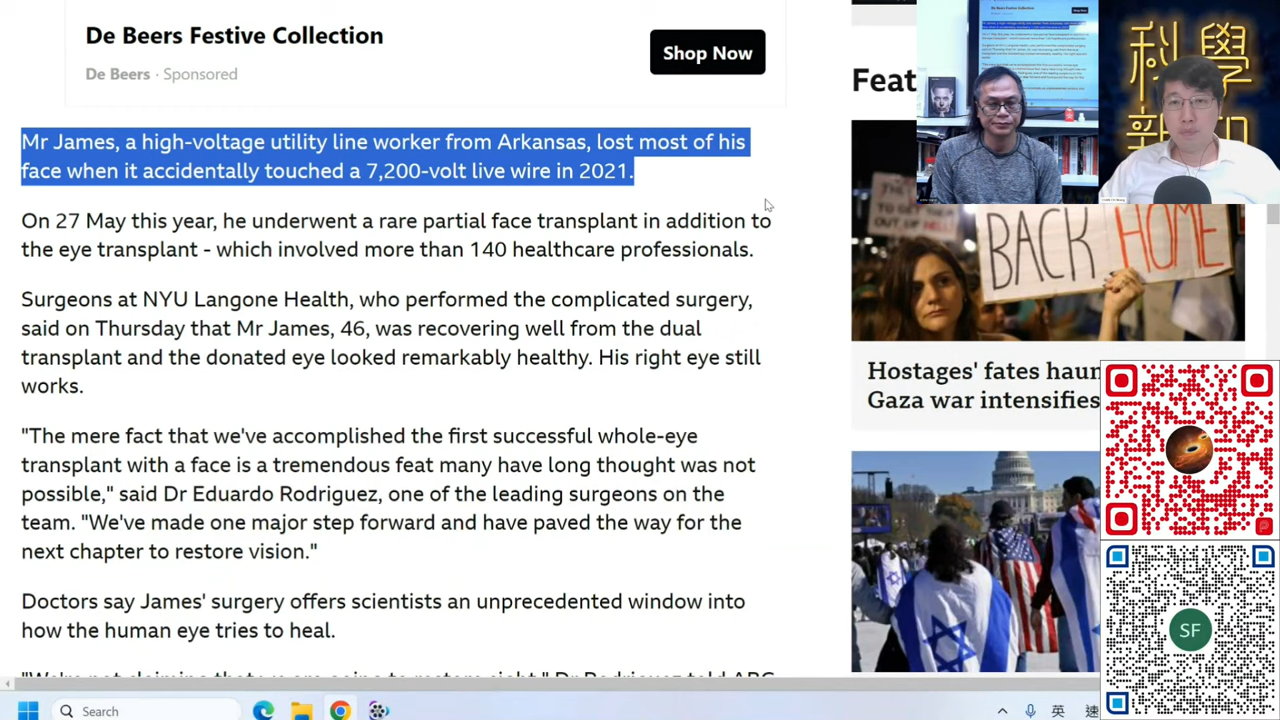 De Beers Festive Collection
De Beers · Sponsored
Shop Now
Mr James, a high-voltage utility line worker from Arkansas, lost most of his
face when it accidentally touched a 7,200-volt live wire in 2021.
On 27 May this year, he underwent a rare partial face transplant in addition to
the eye transplant - which involved more than 140 healthcare professionals.
Surgeons at NYU Langone Health, who performed the complicated surgery,
said on Thursday that Mr James, 46, was recovering well from the dual
transplant and the donated eye looked remarkably healthy. His right eye still
works.
"The mere fact that we've accomplished the first successful whole-eye
transplant with a face is a tremendous feat many have long thought was not
possible," said Dr Eduardo Rodriguez, one of the leading surgeons on the
team. "We've made one major step forward and have paved the way for the
next chapter to restore vision."
Doctors say James' surgery offers scientists an unprecedented window into
how the human eye tries to heal.
Feat
BACK HOME
Hostages' fates haun
Gaza war intensifies
科學
SF
Search
英
速